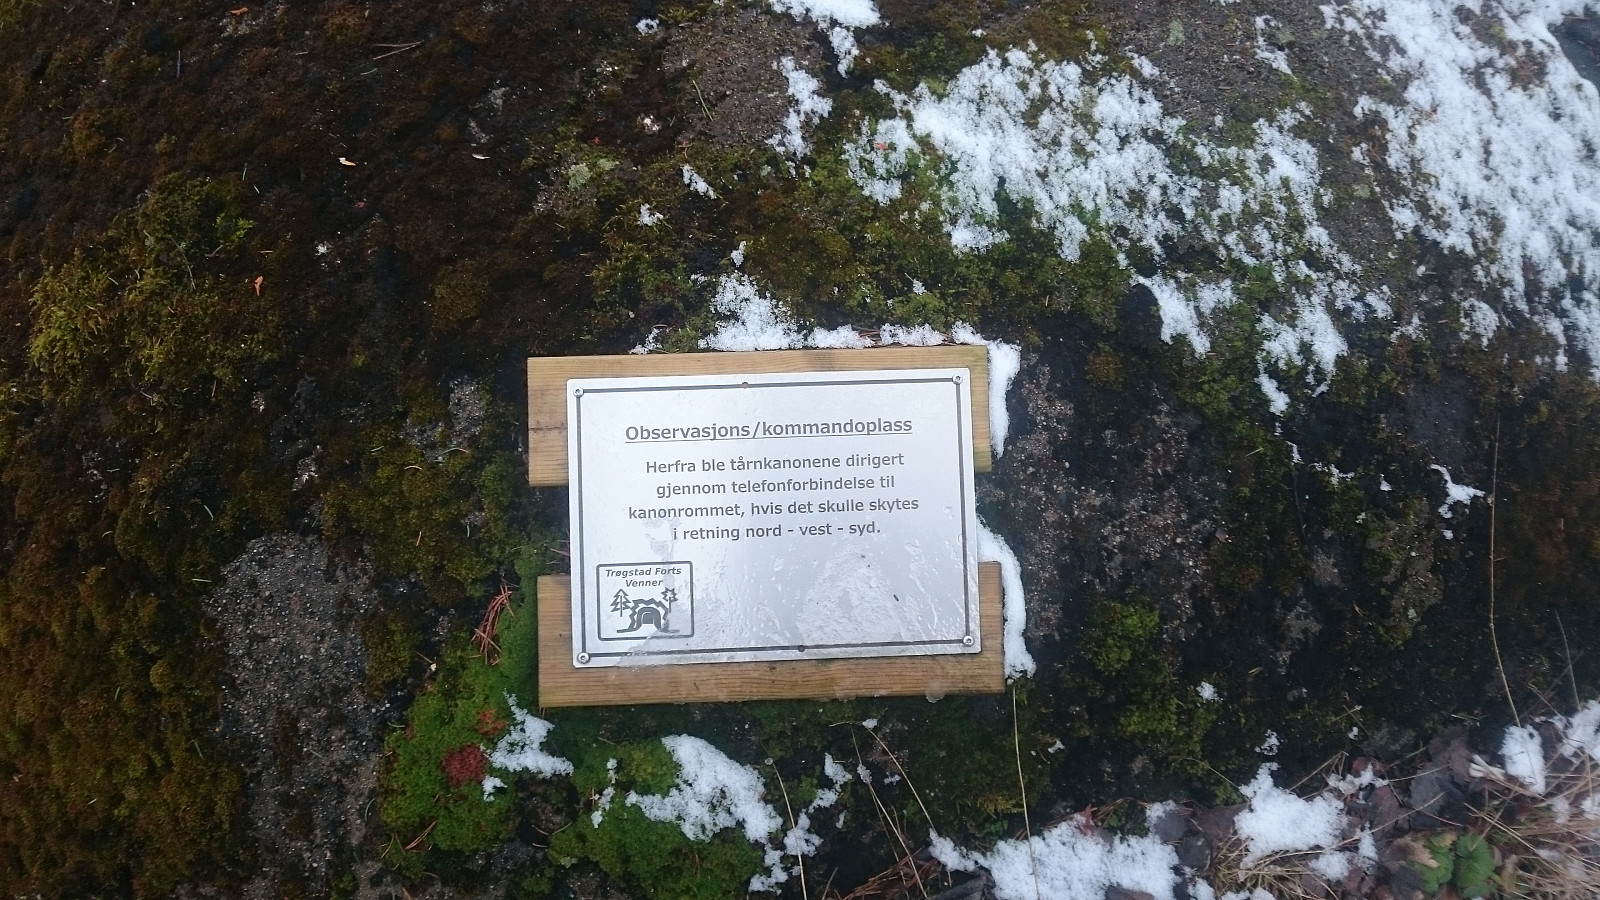 Observasjons/kommandoplass
Herfra ble tårnkanonene dirigert
gjennom telefonforbindelse til
kanonrommet, hvis det skulle skytes
i retning nord - vest - syd.
Trøgstad Forts
Venner